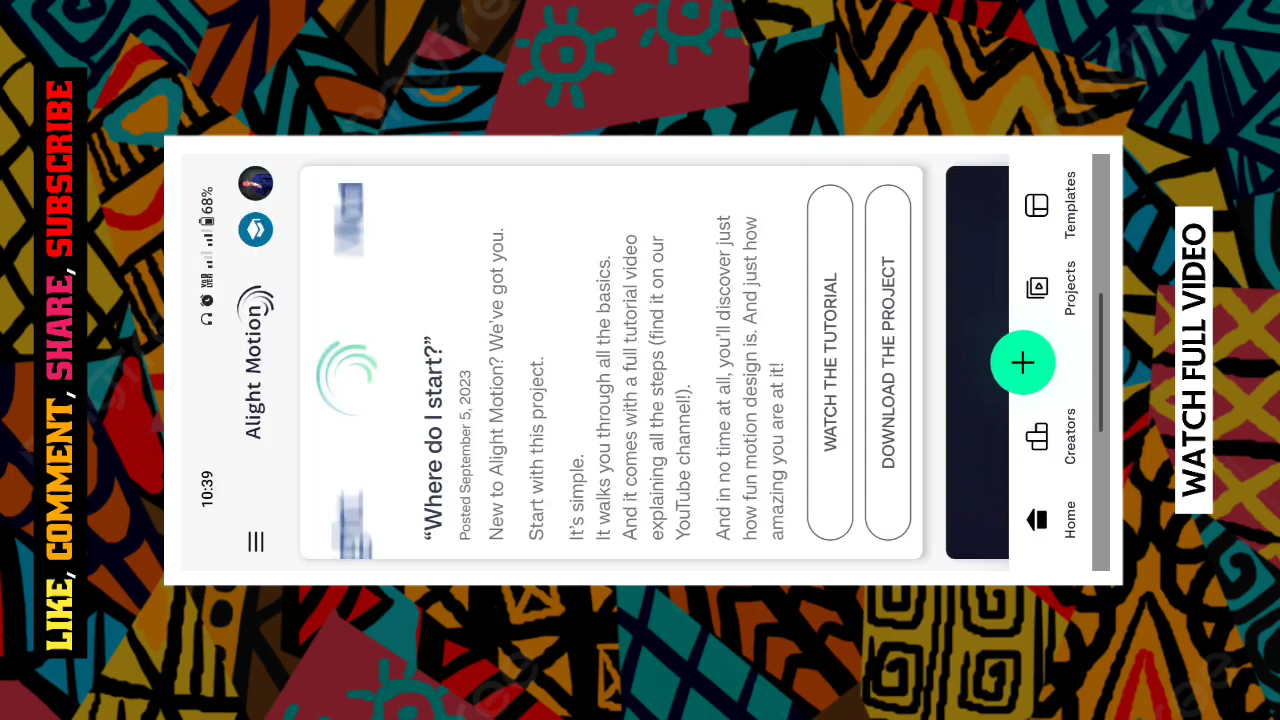 LIKE, COMMENT, SHARE, SUBSCRIBE
10:39
68%
Alight Motion
“Where do I start?”
Posted September 5, 2023
New to Alight Motion? We’ve got you.
Start with this project.
It’s simple.
It walks you through all the basics.
And it comes with a full tutorial video
explaining all the steps (find it on our
YouTube channel!).
And in no time at all, you’ll discover just
how fun motion design is. And just how
amazing you are at it!
WATCH THE TUTORIAL
DOWNLOAD THE PROJECT
Home
Creators
Projects
Templates
WATCH FULL VIDEO